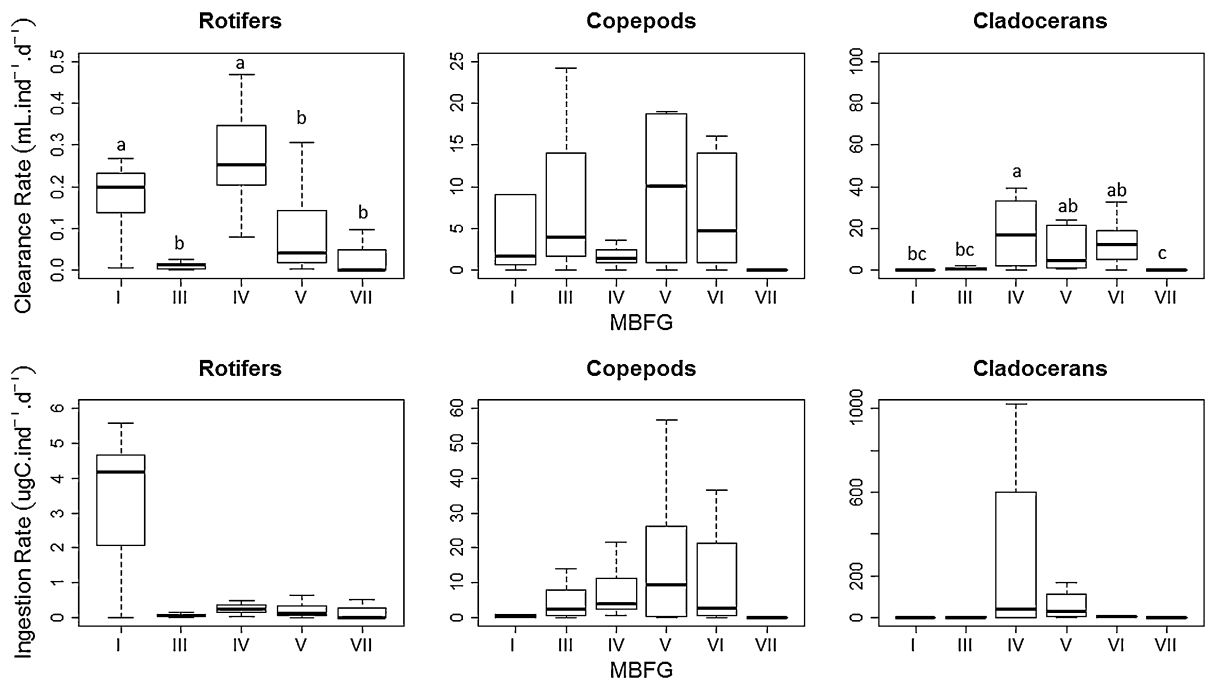 Rotifers
Copepods
Cladocerans
Clearance Rate (mL.ind⁻¹.d⁻¹)
0.5
0.4
0.3
0.2
0.1
0.0
a
b
a
b
b
I III IV V VII
25
20
15
10
5
0
I III IV V VI VII
MBFG
100
80
60
40
20
0
bc
bc
a
ab
ab
c
I III IV V VI VII
Rotifers
Copepods
Cladocerans
Ingestion Rate (ugC.ind⁻¹.d⁻¹)
6
5
4
3
2
1
0
I III IV V VII
60
50
40
30
20
10
0
I III IV V VI VII
MBFG
1000
600
200
0
I III IV V VI VII